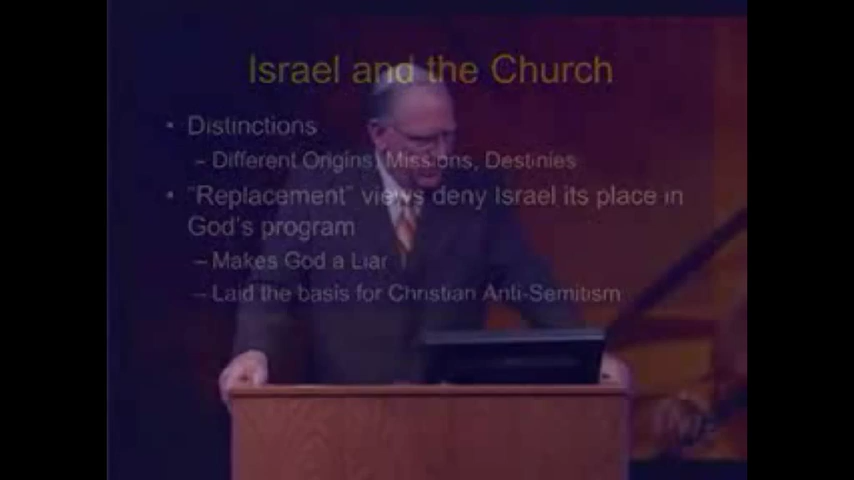 Israel and the Church
• Distinctions
– Different Origins, Missions, Destinies
• "Replacement" views deny Israel its place in
God's program
– Makes God a Liar
– Laid the basis for Christian Anti-Semitism